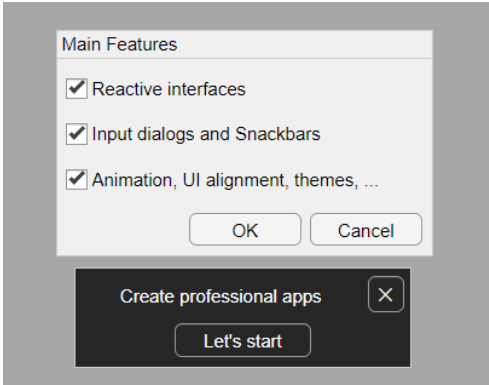 Main Features
Reactive interfaces
Input dialogs and Snackbars
Animation, UI alignment, themes, ...
OK Cancel
Create professional apps
Let's start